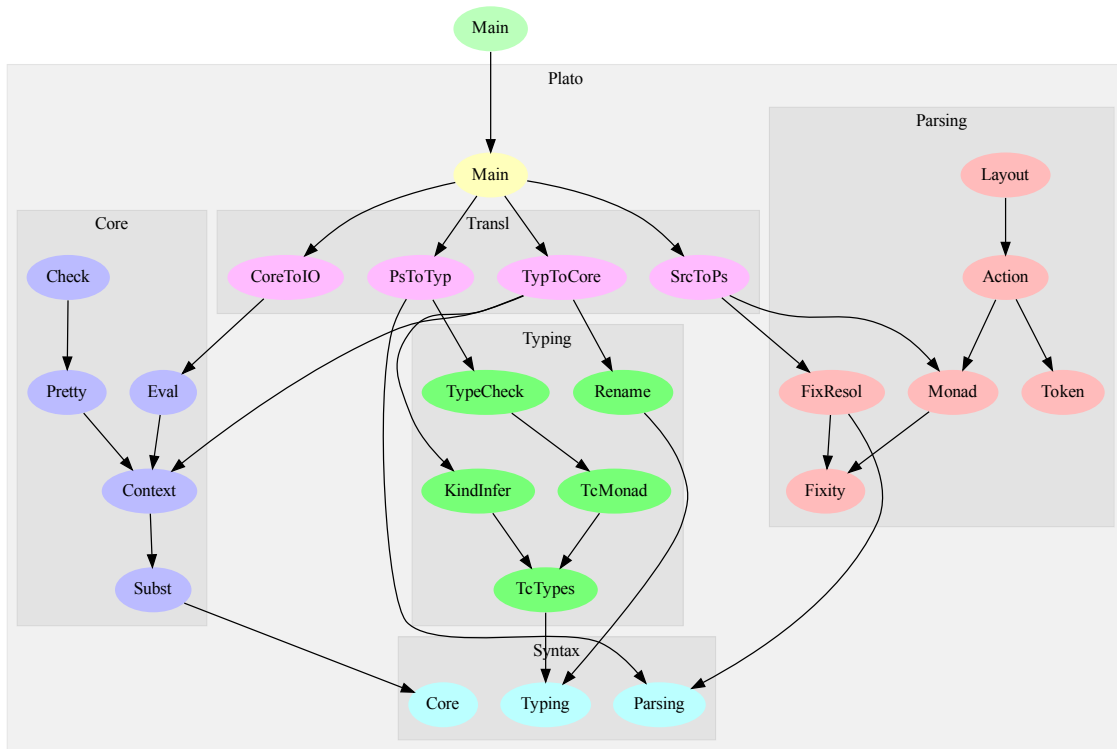 Main
Plato
Parsing
Main
Layout
Core
Transl
Check
CoreToIO
PsToTyp
TypToCore
SrcToPs
Action
Typing
Pretty
Eval
TypeCheck
Rename
FixResol
Monad
Token
Context
KindInfer
TcMonad
Fixity
Subst
TcTypes
Syntax
Core
Typing
Parsing